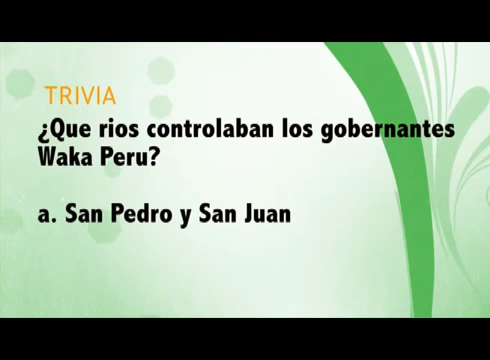 TRIVIA
¿Que rios controlaban los gobernantes
Waka Peru?
a. San Pedro y San Juan